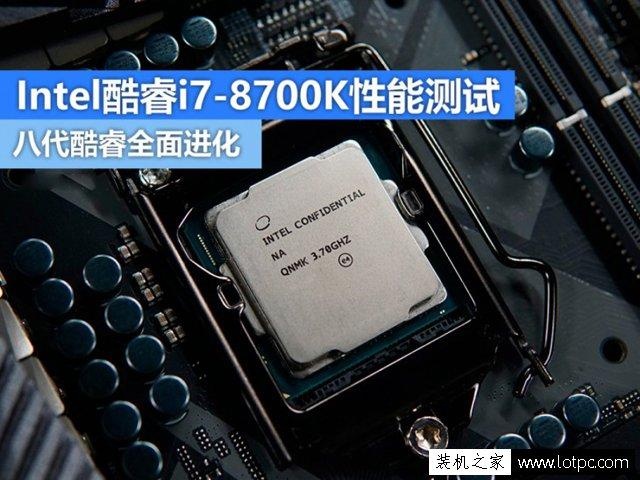 Intel酷睿i7-8700K性能测试
八代酷睿全面进化
INTEL CONFIDENTIAL
NA
QNMK 3.70GHZ
e4
装机之家 www.lotpc.com